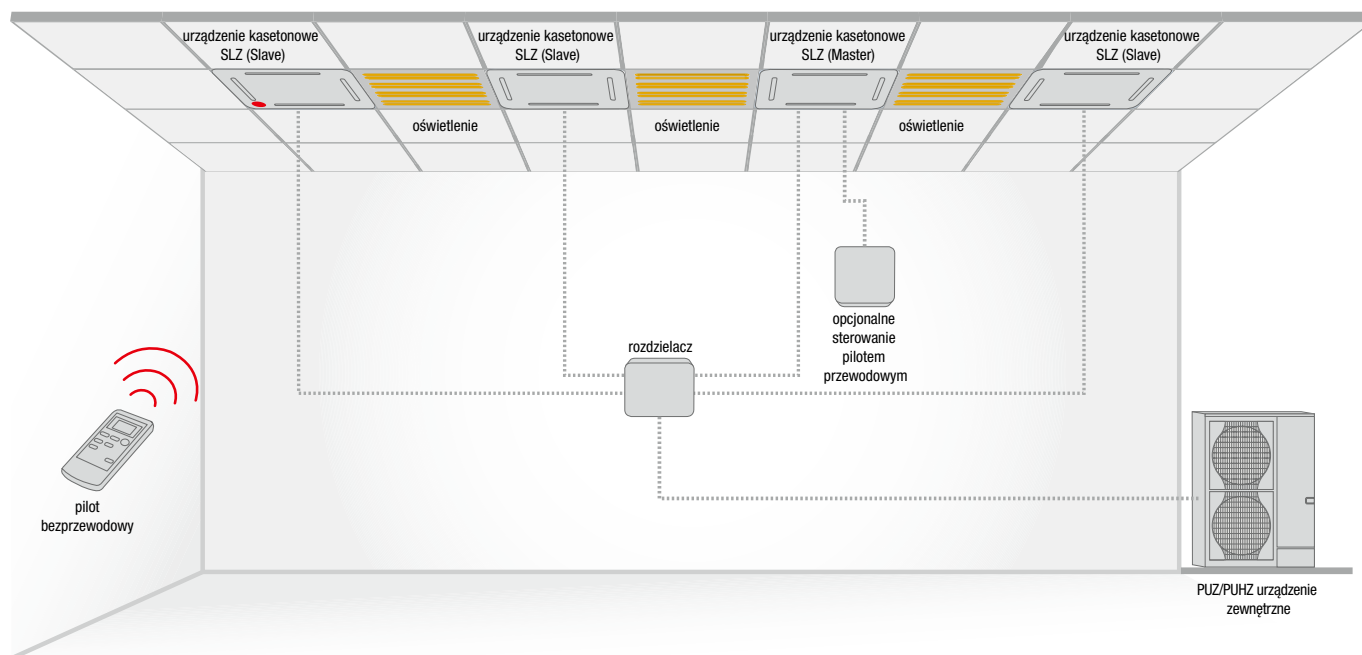 urządzenie kasetonowe
SLZ (Slave)
urządzenie kasetonowe
SLZ (Slave)
urządzenie kasetonowe
SLZ (Master)
urządzenie kasetonowe
SLZ (Slave)
oświetlenie
oświetlenie
oświetlenie
opcjonalne
sterowanie
pilotem
przewodowym
rozdzielacz
pilot
bezprzewodowy
PUZ/PUHZ urządzenie
zewnętrzne